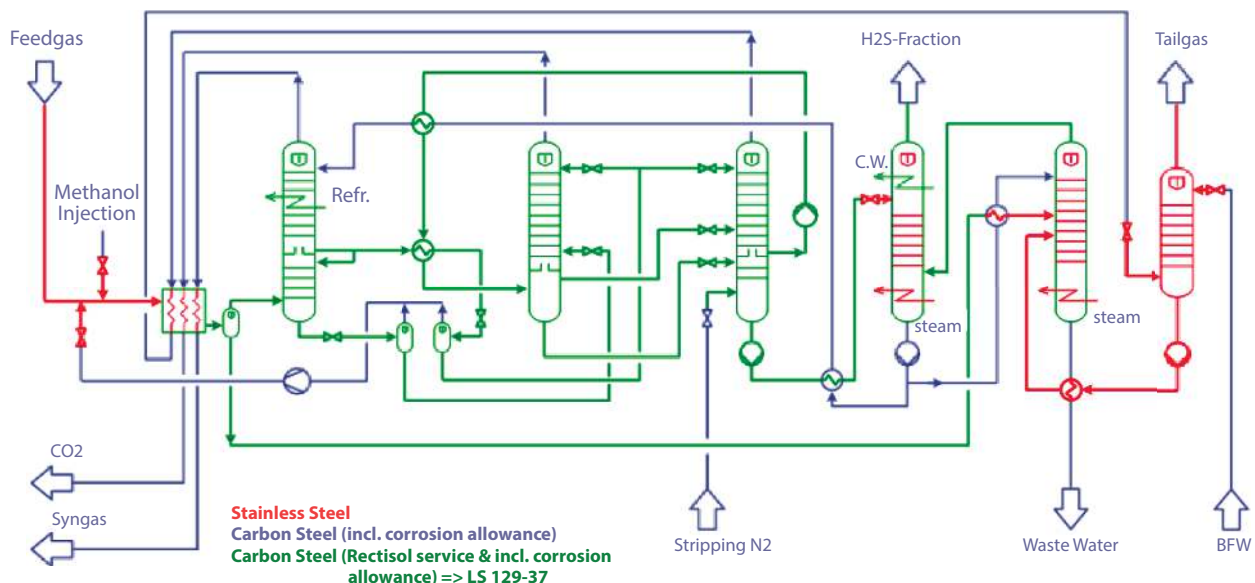 Feedgas
H2S-Fraction
Tailgas
Methanol
Injection
Refr.
C.W.
steam
steam
CO2
Syngas
Stainless Steel
Carbon Steel (incl. corrosion allowance)
Carbon Steel (Rectisol service & incl. corrosion
allowance) => LS 129-37
Stripping N2
Waste Water
BFW